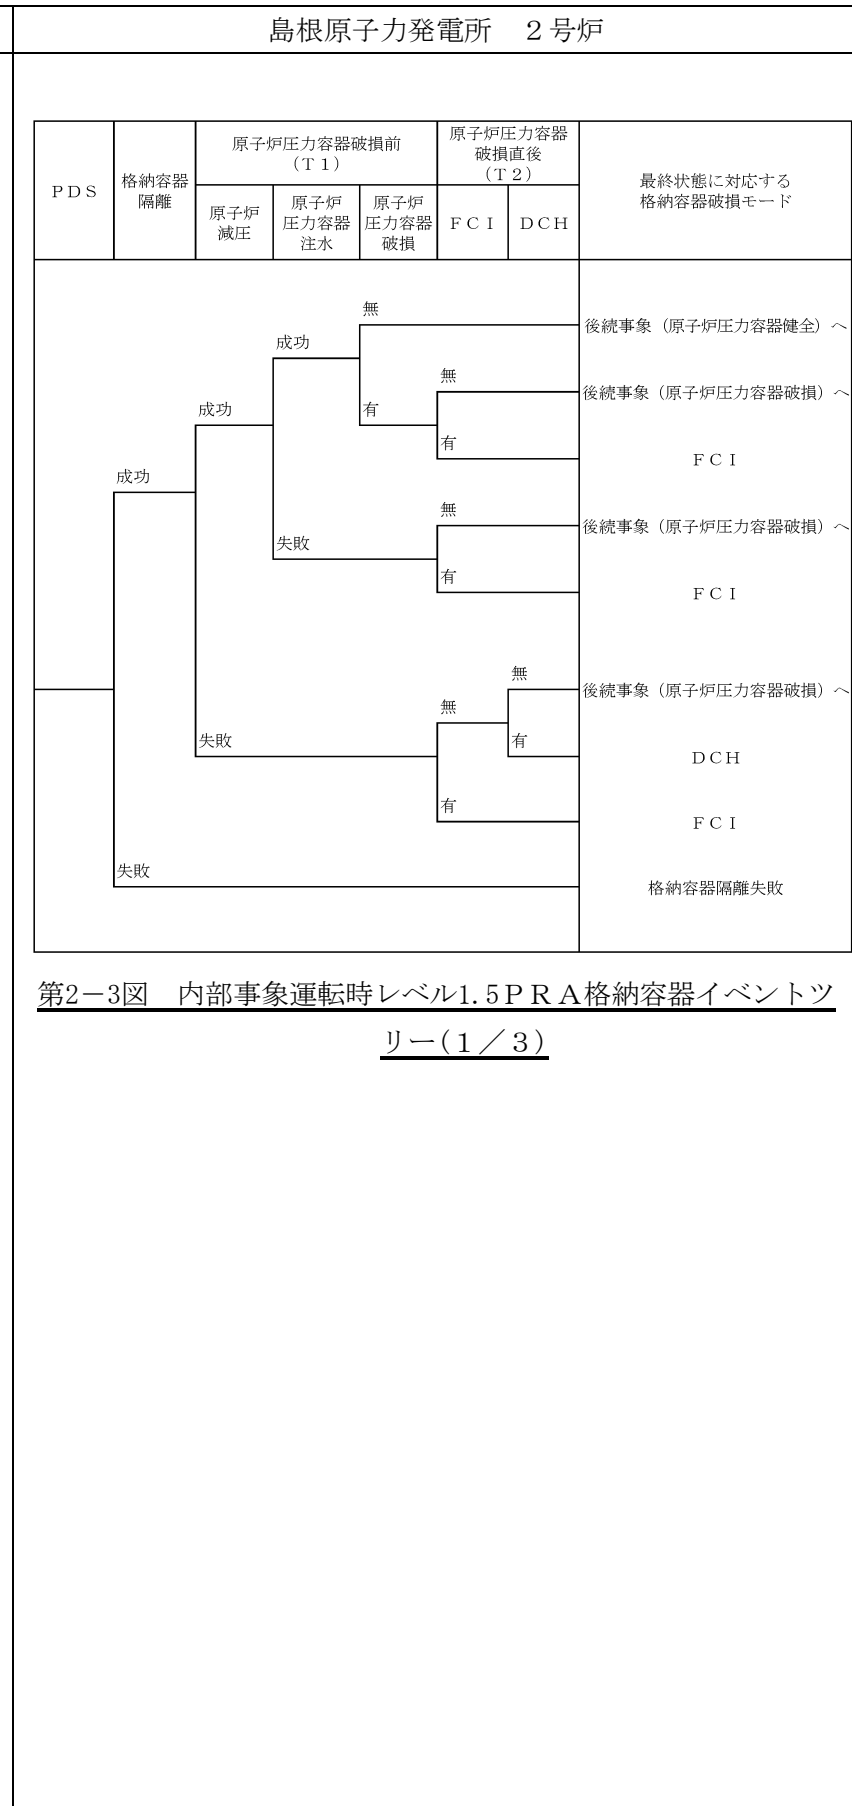 島根原子力発電所　２号炉
ＰＤＳ
格納容器
隔離
原子炉圧力容器破損前
（Ｔ１）
原子炉圧力容器
破損直後
（Ｔ２）
最終状態に対応する
格納容器破損モード
原子炉
減圧
原子炉
圧力容器
注水
原子炉
圧力容器
破損
ＦＣＩ
ＤＣＨ
無
後続事象（原子炉圧力容器健全）へ
成功
無
後続事象（原子炉圧力容器破損）へ
成功
有
有
ＦＣＩ
成功
無
後続事象（原子炉圧力容器破損）へ
失敗
有
ＦＣＩ
無
後続事象（原子炉圧力容器破損）へ
無
失敗
有
ＤＣＨ
有
ＦＣＩ
失敗
格納容器隔離失敗
第2－3図　内部事象運転時レベル1.5ＰＲＡ格納容器イベントツ
リー(１／３)